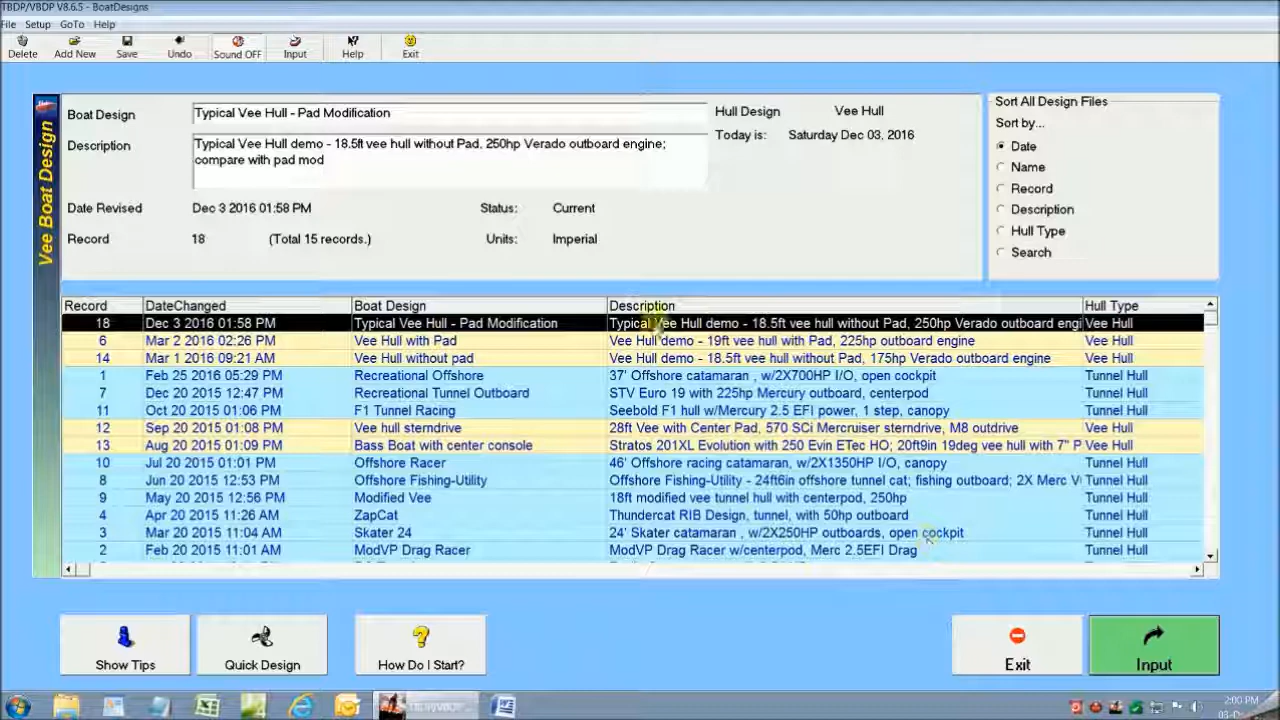 TBDP/VBDP V8.6.5 - BoatDesigns
File Setup GoTo Help
Delete Add New Save Undo Sound OFF Input Help Exit
Vee Boat Design
Boat Design Typical Vee Hull - Pad Modification
Description Typical Vee Hull demo - 18.5ft vee hull without Pad, 250hp Verado outboard engine;
compare with pad mod
Date Revised Dec 3 2016 01:58 PM Status: Current
Record 18 (Total 15 records.) Units: Imperial
Hull Design Vee Hull
Today is: Saturday Dec 03, 2016
Sort All Design Files
Sort by...
Date
Name
Record
Description
Hull Type
Search
Record DateChanged Boat Design Description Hull Type
18 Dec 3 2016 01:58 PM Typical Vee Hull - Pad Modification Typical Vee Hull demo - 18.5ft vee hull without Pad, 250hp Verado outboard engi Vee Hull
6 Mar 2 2016 02:26 PM Vee Hull with Pad Vee Hull demo - 19ft vee hull with Pad, 225hp outboard engine Vee Hull
14 Mar 1 2016 09:21 AM Vee Hull without pad Vee Hull demo - 18.5ft vee hull without Pad, 175hp Verado outboard engine Vee Hull
1 Feb 25 2016 05:29 PM Recreational Offshore 37' Offshore catamaran , w/2X700HP I/O, open cockpit Tunnel Hull
7 Dec 20 2015 12:47 PM Recreational Tunnel Outboard STV Euro 19 with 225hp Mercury outboard, centerpod Tunnel Hull
11 Oct 20 2015 01:06 PM F1 Tunnel Racing Seebold F1 hull w/Mercury 2.5 EFI power, 1 step, canopy Tunnel Hull
12 Sep 20 2015 01:08 PM Vee hull sterndrive 28ft Vee with Center Pad, 570 SCi Mercruiser sterndrive, M8 outdrive Vee Hull
13 Aug 20 2015 01:09 PM Bass Boat with center console Stratos 201XL Evolution with 250 Evin ETec HO; 20ft9in 19deg vee hull with 7" P Vee Hull
10 Jul 20 2015 01:01 PM Offshore Racer 46' Offshore racing catamaran, w/2X1350HP I/O, canopy Tunnel Hull
8 Jun 20 2015 12:53 PM Offshore Fishing-Utility Offshore Fishing-Utility - 24ft6in offshore tunnel cat; fishing outboard; 2X Merc V Tunnel Hull
9 May 20 2015 12:56 PM Modified Vee 18ft modified vee tunnel hull with centerpod, 250hp Tunnel Hull
4 Apr 20 2015 11:26 AM ZapCat Thundercat RIB Design, tunnel, with 50hp outboard Tunnel Hull
3 Mar 20 2015 11:04 AM Skater 24 24' Skater catamaran , w/2X250HP outboards, open cockpit Tunnel Hull
2 Feb 20 2015 11:01 AM ModVP Drag Racer ModVP Drag Racer w/centerpod, Merc 2.5EFI Drag Tunnel Hull
Show Tips Quick Design How Do I Start? Exit Input
TBDP/VBDP ...
2:00 PM